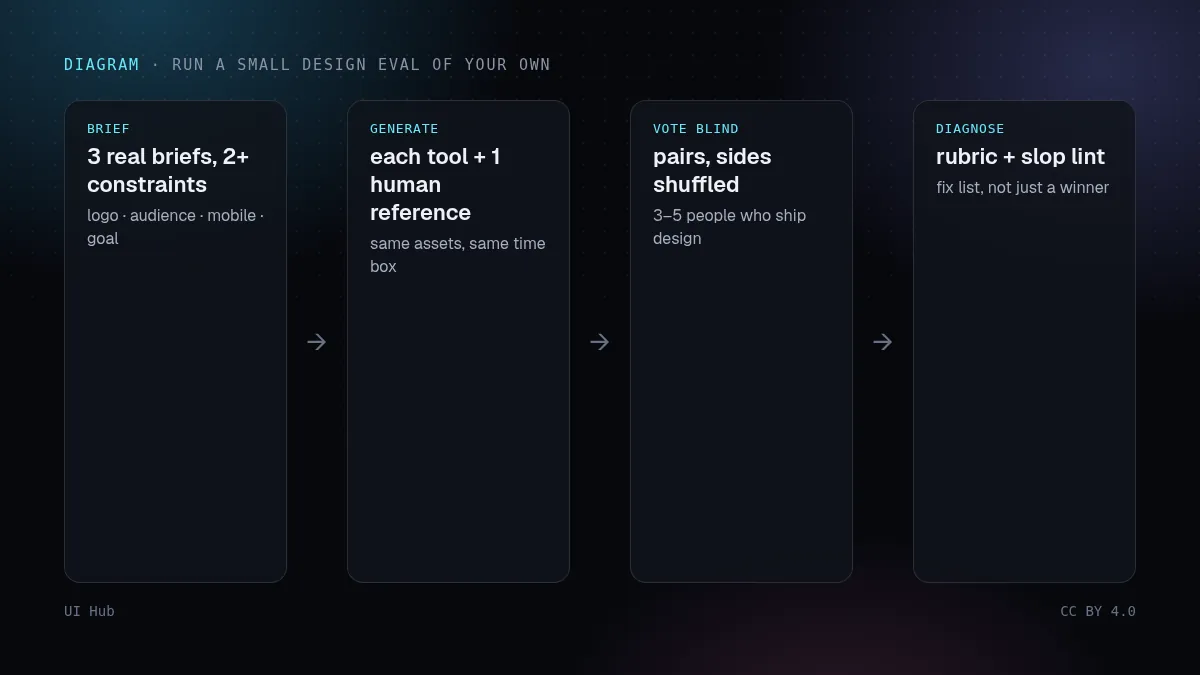 DIAGRAM · RUN A SMALL DESIGN EVAL OF YOUR OWN
BRIEF
3 real briefs, 2+
constraints
logo · audience · mobile ·
goal
GENERATE
each tool + 1
human
reference
same assets, same time
box
VOTE BLIND
pairs, sides
shuffled
3–5 people who ship
design
DIAGNOSE
rubric + slop lint
fix list, not just a winner
→
→
→
UI Hub
CC BY 4.0